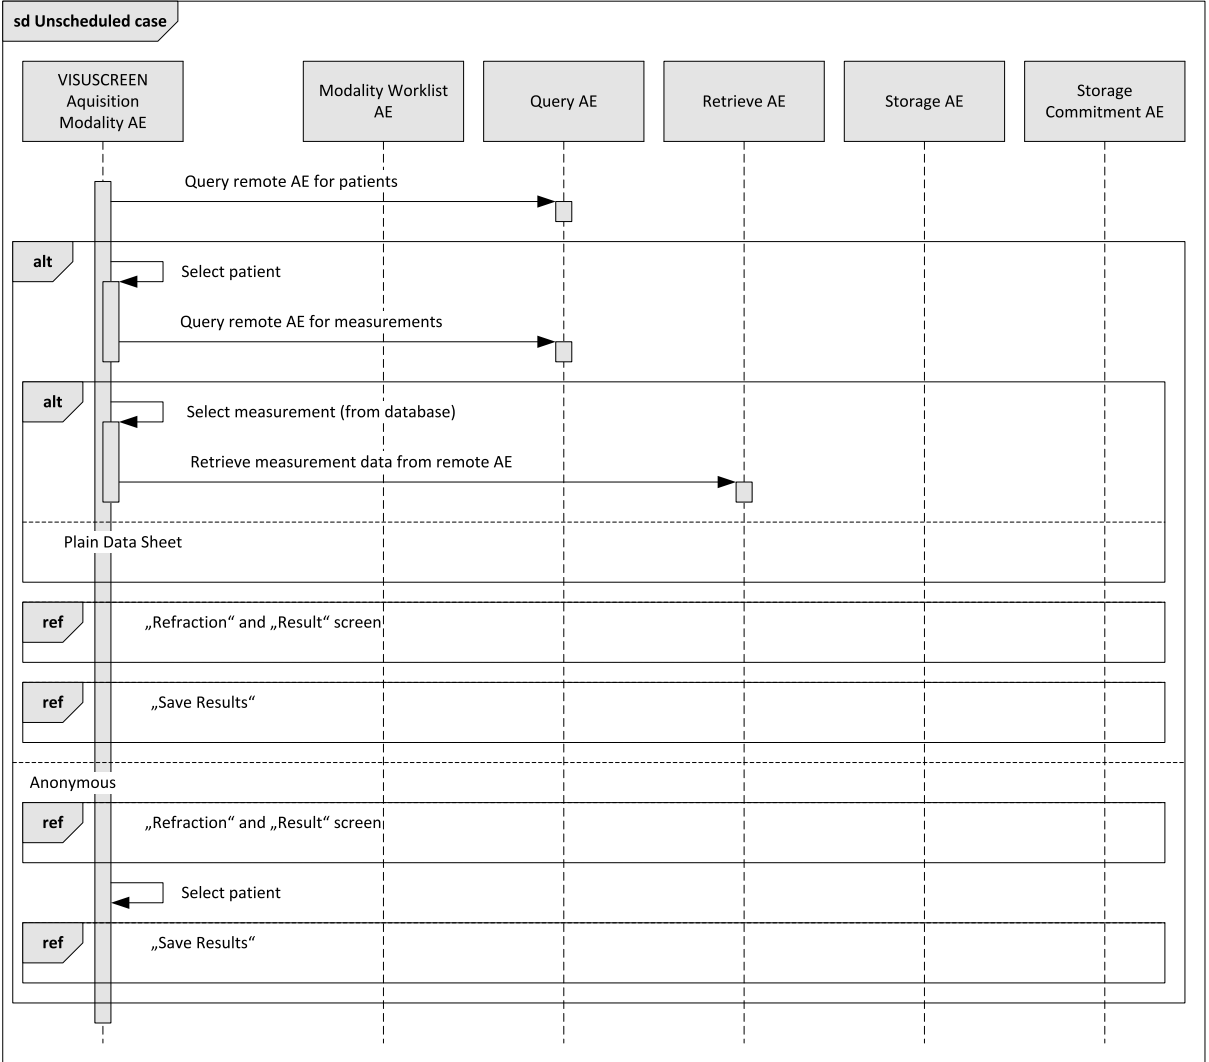 sd Unscheduled case
VISUSCREEN
Aquisition
Modality AE
Modality Worklist
AE
Query AE
Retrieve AE
Storage AE
Storage
Commitment AE
Query remote AE for patients
alt
Select patient
Query remote AE for measurements
alt
Select measurement (from database)
Retrieve measurement data from remote AE
Plain Data Sheet
ref
„Refraction“ and „Result“ screen
ref
„Save Results“
Anonymous
ref
„Refraction“ and „Result“ screen
Select patient
ref
„Save Results“